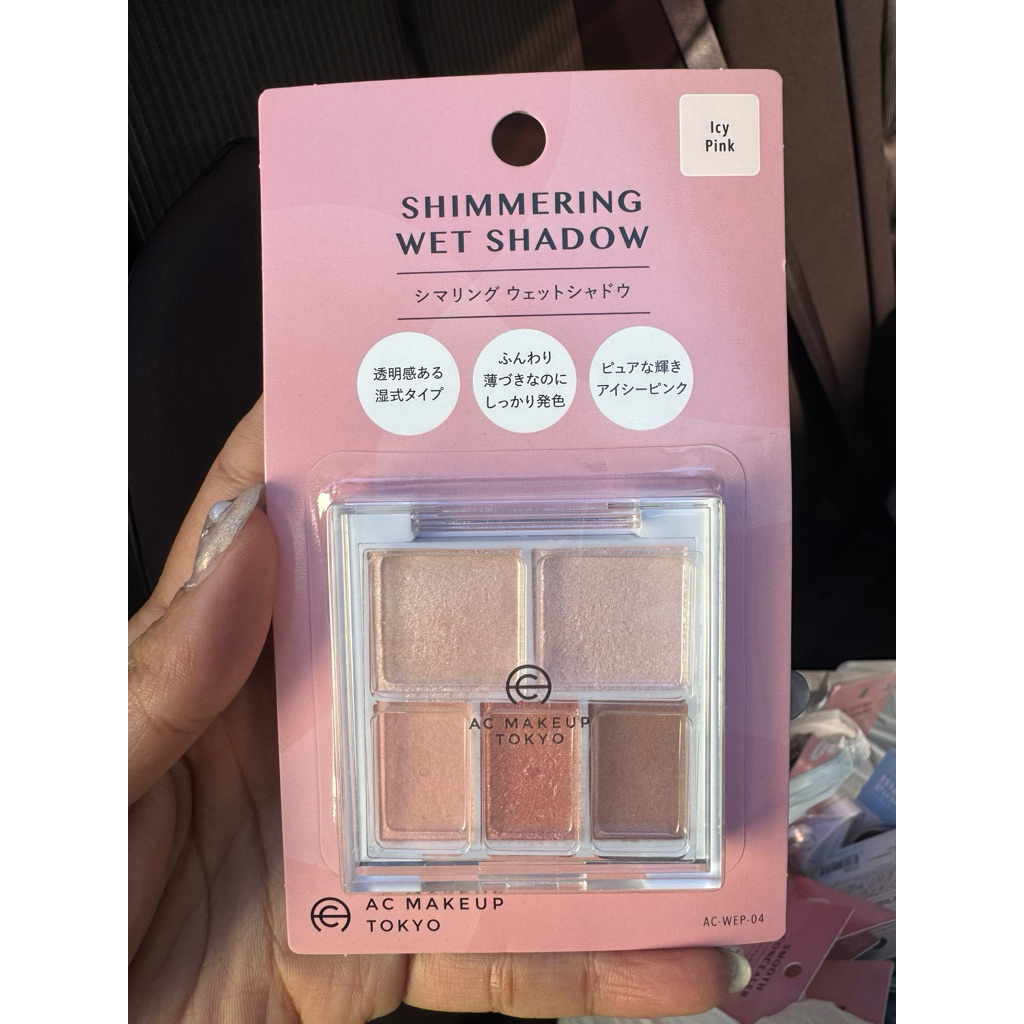 Icy
Pink
SHIMMERING
WET SHADOW
シマリング ウェットシャドウ
透明感ある
湿式タイプ
ふんわり
薄づきなのに
しっかり発色
ピュアな輝き
アイシーピンク
AC MAKEUP
TOKYO
AC MAKEUP
TOKYO
AC-WEP-04
SMOOTH
CONCEALER